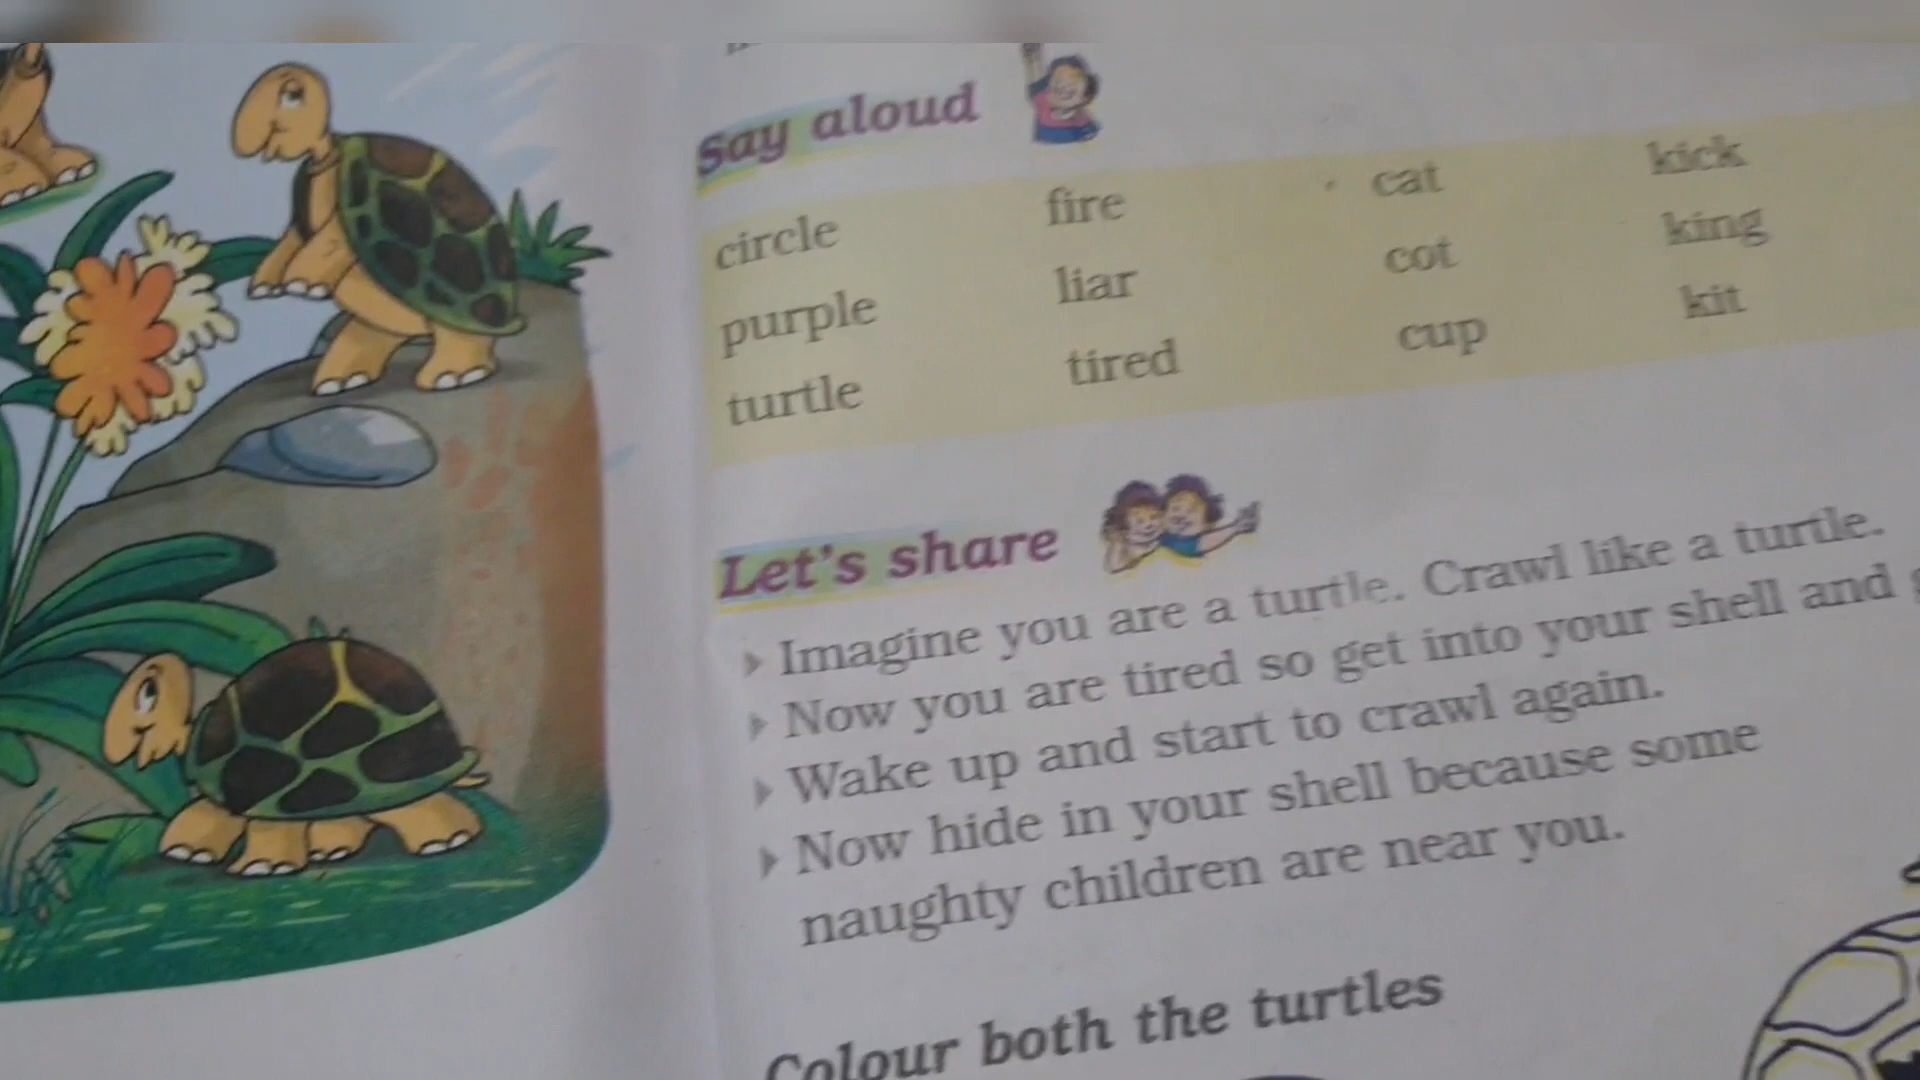 Say aloud
circle fire cat kick
purple liar cot king
turtle tired cup kit
Let's share
Imagine you are a turtle. Crawl like a turtle.
Now you are tired so get into your shell and
Wake up and start to crawl again.
Now hide in your shell because some
naughty children are near you.
Colour both the turtles